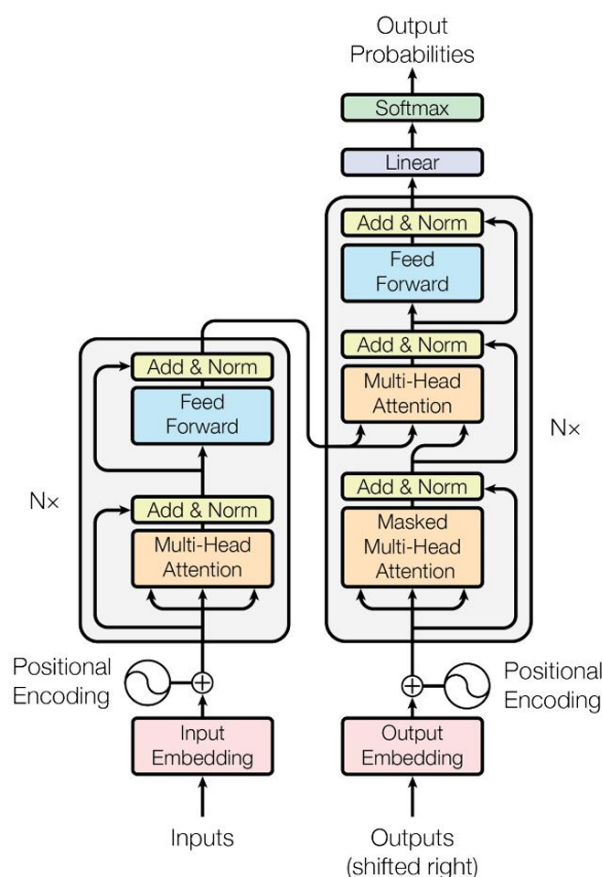 Output
Probabilities
Softmax
Linear
Add & Norm
Feed
Forward
Add & Norm
Multi-Head
Attention
Add & Norm
Masked
Multi-Head
Attention
N×
Add & Norm
Feed
Forward
Add & Norm
Multi-Head
Attention
N×
Positional
Encoding
Positional
Encoding
Input
Embedding
Output
Embedding
Inputs
Outputs
(shifted right)